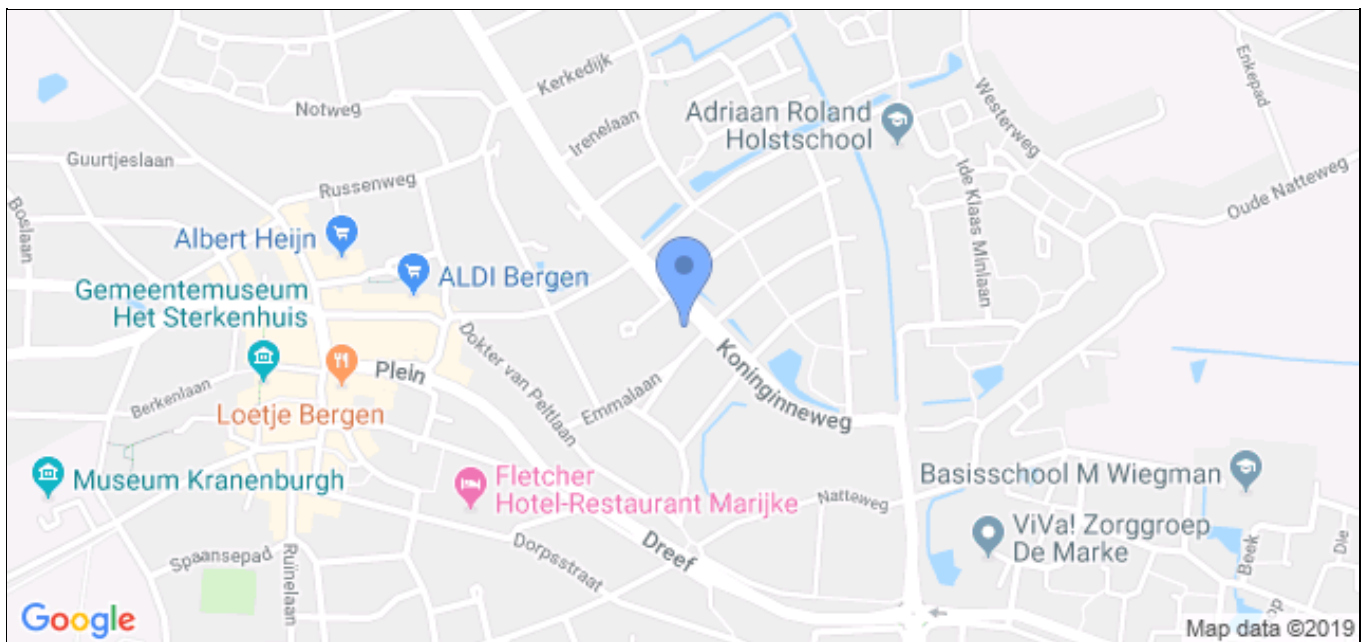 Kerkedijk
Enkepad
Notweg
Westerweg
Adriaan Roland
Holstschool
Irenelaan
Guurtjeslaan
Russenweg
Ide Klaas Minlaan
Oude Natteweg
Boslaan
Albert Heijn
ALDI Bergen
Gemeentemuseum
Het Sterkenhuis
Dokter van Peltlaan
Koninginneweg
Plein
Berkenlaan
Emmalaan
Loetje Bergen
Museum Kranenburgh
Fletcher
Hotel-Restaurant Marijke
Natteweg
Basisschool M Wiegman
ViVa! Zorggroep
De Marke
Dreef
Dorpsstraat
Spaansepad
Ruïnelaan
Beek
Die
Google
Map data ©2019